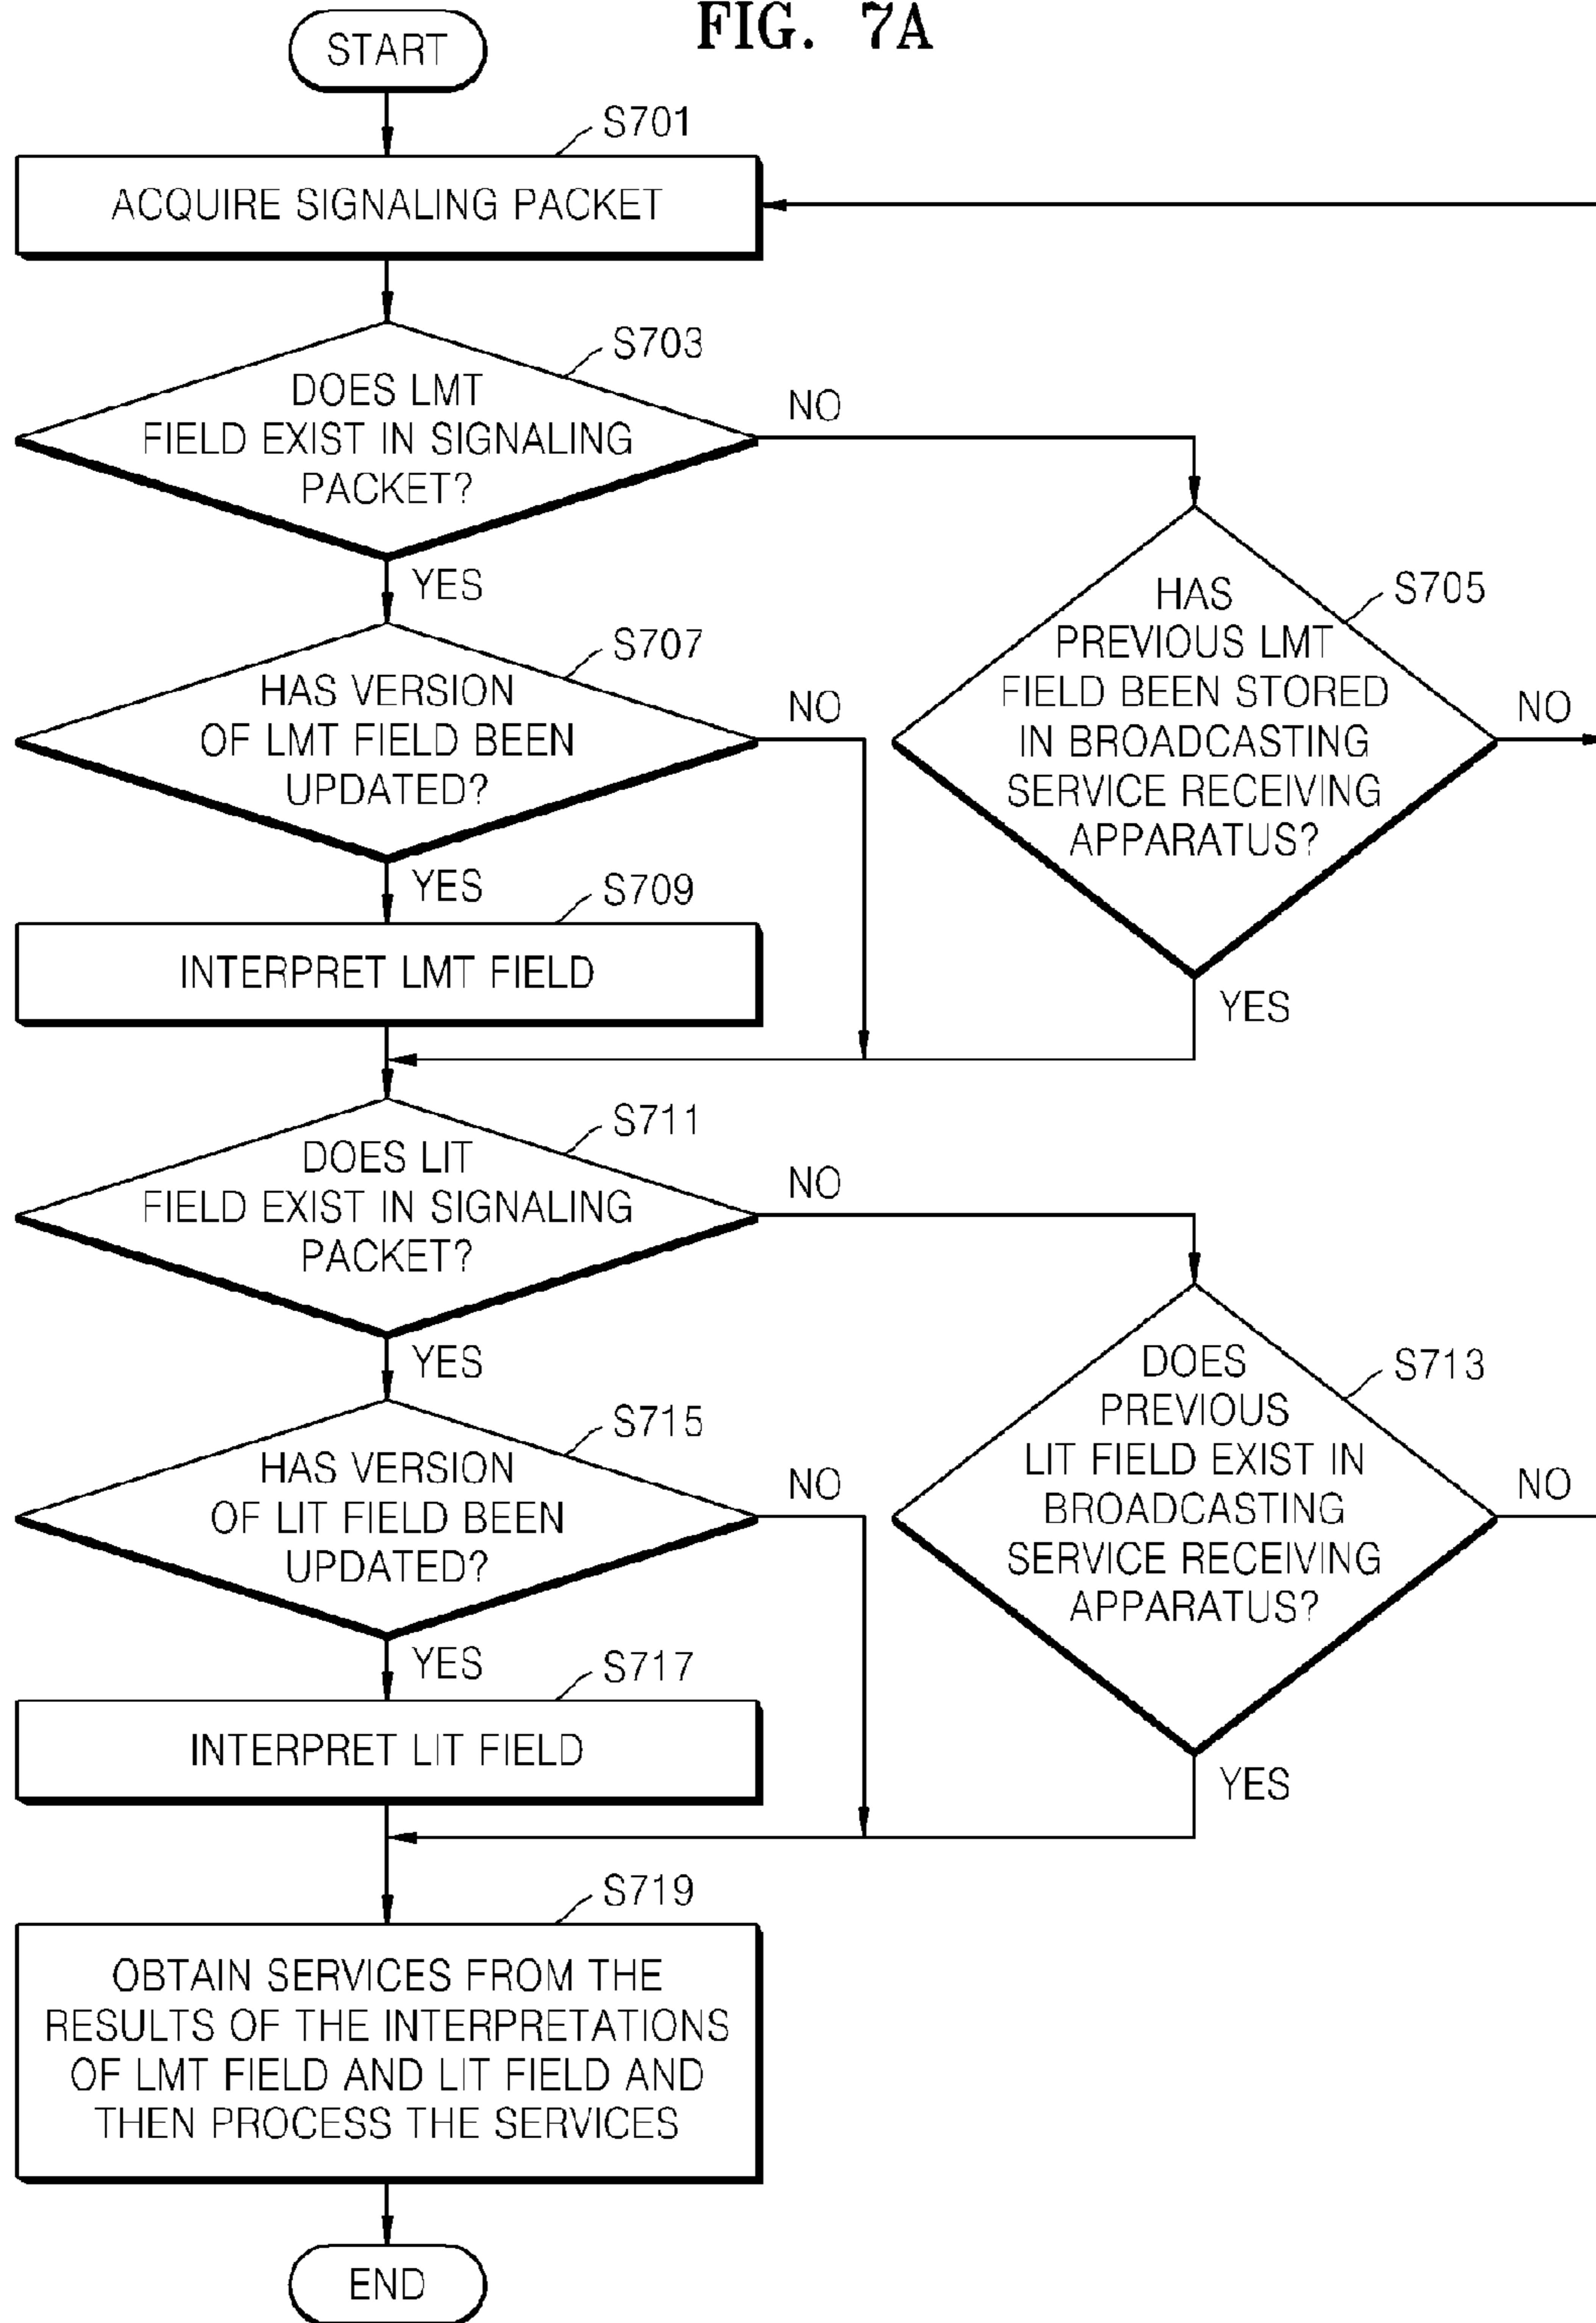 FIG. 7A
START
S701
ACQUIRE SIGNALING PACKET
S703
DOES LMT
FIELD EXIST IN SIGNALING
PACKET?
NO
YES
S705
HAS
PREVIOUS LMT
FIELD BEEN STORED
IN BROADCASTING
SERVICE RECEIVING
APPARATUS?
NO
YES
S707
HAS VERSION
OF LMT FIELD BEEN
UPDATED?
NO
YES
S709
INTERPRET LMT FIELD
S711
DOES LIT
FIELD EXIST IN SIGNALING
PACKET?
NO
YES
S713
DOES
PREVIOUS
LIT FIELD EXIST IN
BROADCASTING
SERVICE RECEIVING
APPARATUS?
NO
YES
S715
HAS VERSION
OF LIT FIELD BEEN
UPDATED?
NO
YES
S717
INTERPRET LIT FIELD
S719
OBTAIN SERVICES FROM THE
RESULTS OF THE INTERPRETATIONS
OF LMT FIELD AND LIT FIELD AND
THEN PROCESS THE SERVICES
END